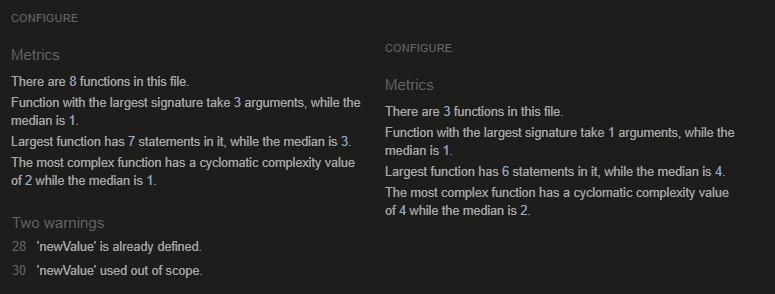 CONFIGURE
Metrics
There are 8 functions in this file.
Function with the largest signature take 3 arguments, while the
median is 1.
Largest function has 7 statements in it, while the median is 3.
The most complex function has a cyclomatic complexity value
of 2 while the median is 1.
Two warnings
28 'newValue' is already defined.
30 'newValue' used out of scope.
CONFIGURE
Metrics
There are 3 functions in this file.
Function with the largest signature take 1 arguments, while the
median is 1.
Largest function has 6 statements in it, while the median is 4.
The most complex function has a cyclomatic complexity value
of 4 while the median is 2.